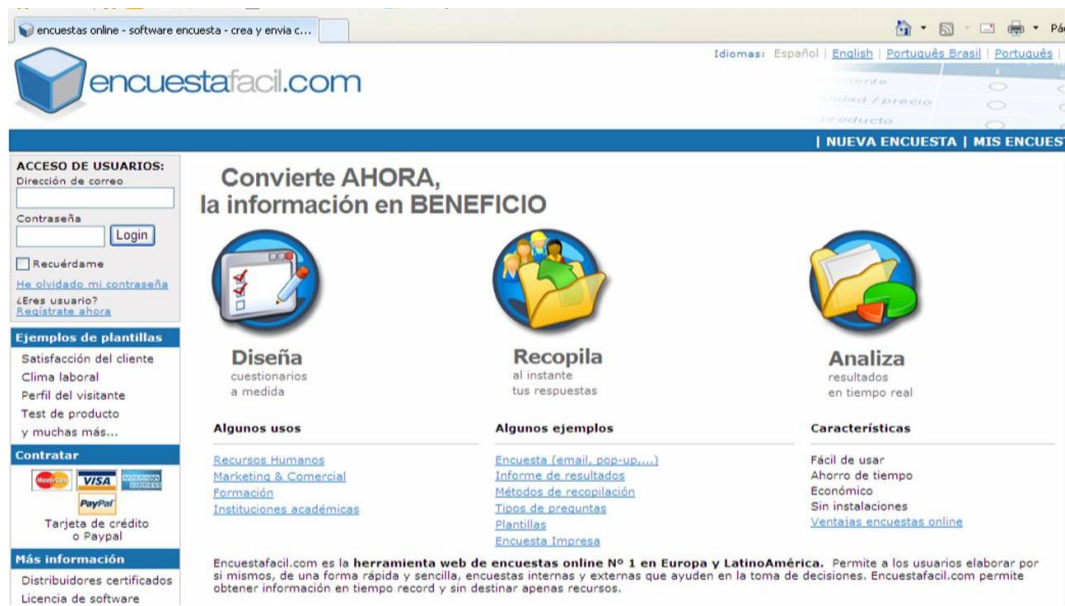 encuestas online - software encuesta - crea y envia c...
Idiomas: Español | English | Português Brasil | Português |
encuestafacil.com
| NUEVA ENCUESTA | MIS ENCUES
ACCESO DE USUARIOS:
Dirección de correo
Contraseña
Login
Recuérdame
He olvidado mi contraseña
¿Eres usuario?
Regístrate ahora
Ejemplos de plantillas
Satisfacción del cliente
Clima laboral
Perfil del visitante
Test de producto
y muchas más...
Contratar
MasterCard VISA AMERICAN EXPRESS
PayPal
Tarjeta de crédito
o Paypal
Más información
Distribuidores certificados
Licencia de software
Convierte AHORA,
la información en BENEFICIO
Diseña
cuestionarios
a medida
Recopila
al instante
tus respuestas
Analiza
resultados
en tiempo real
Algunos usos
Recursos Humanos
Marketing & Comercial
Formación
Instituciones académicas
Algunos ejemplos
Encuesta (email, pop-up,...)
Informe de resultados
Métodos de recopilación
Tipos de preguntas
Plantillas
Encuesta Impresa
Características
Fácil de usar
Ahorro de tiempo
Económico
Sin instalaciones
Ventajas encuestas online
Encuestafacil.com es la herramienta web de encuestas online Nº 1 en Europa y LatinoAmérica. Permite a los usuarios elaborar por
si mismos, de una forma rápida y sencilla, encuestas internas y externas que ayuden en la toma de decisiones. Encuestafacil.com permite
obtener información en tiempo record y sin destinar apenas recursos.